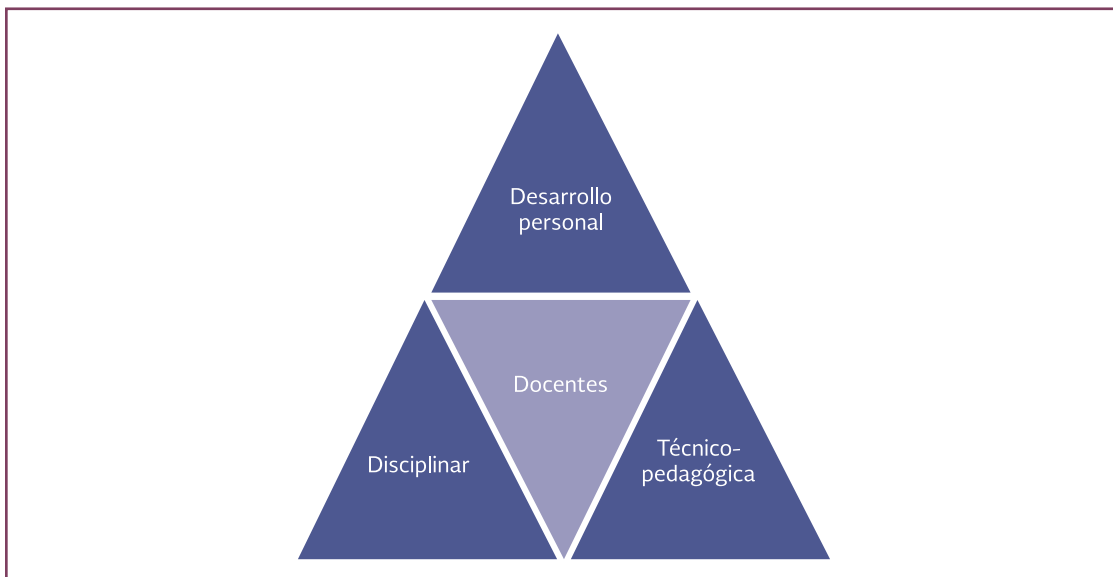 Desarrollo
personal
Docentes
Disciplinar
Técnico-
pedagógica